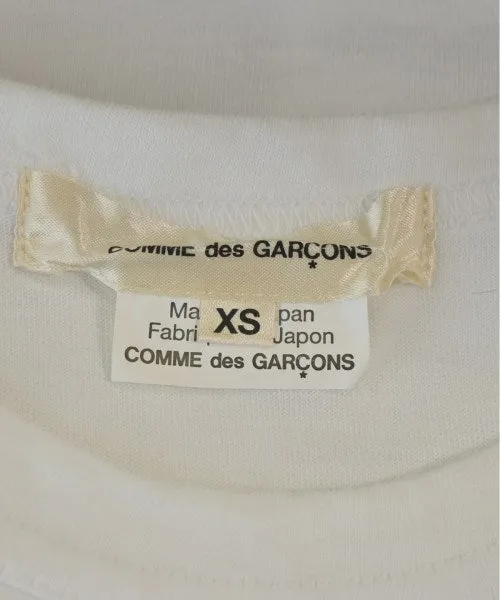 COMME des GARÇONS
Ma XS pan
Fabri Japon
COMME des GARÇONS